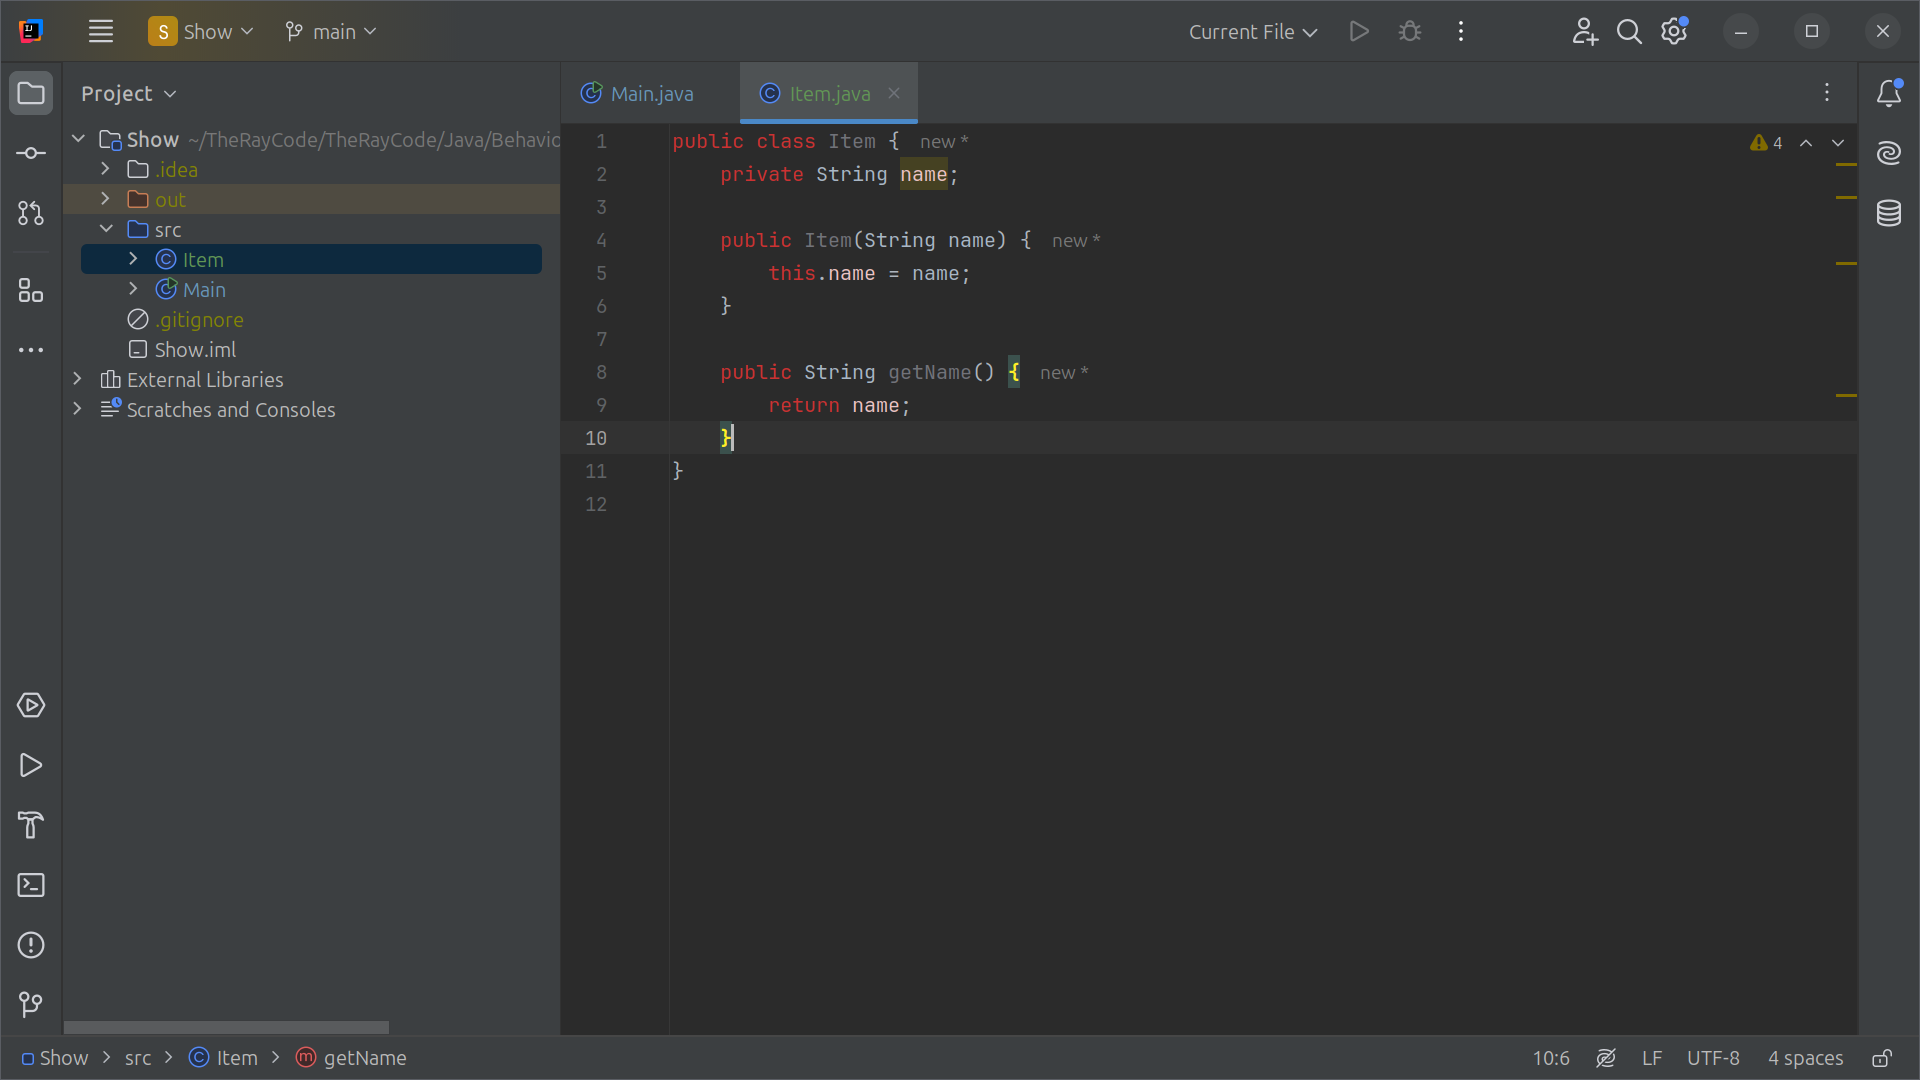 S Show main Current File
Project
Main.java Item.java
Show ~/TheRayCode/TheRayCode/Java/Behavio
.idea
out
src
Item
Main
.gitignore
Show.iml
External Libraries
Scratches and Consoles
1 public class Item { new *
2 private String name;
3
4 public Item(String name) { new *
5 this.name = name;
6 }
7
8 public String getName() { new *
9 return name;
10 }
11 }
12
4
Show src Item getName
10:6 LF UTF-8 4 spaces